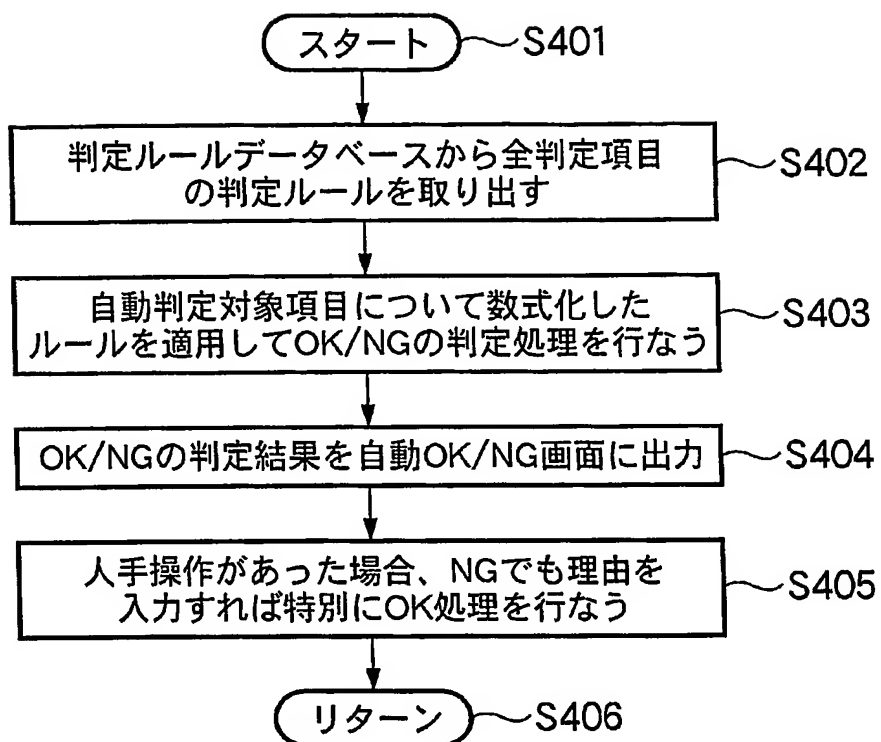 スタート
S401
判定ルールデータベースから全判定項目
の判定ルールを取り出す
S402
自動判定対象項目について数式化した
ルールを適用してOK/NGの判定処理を行なう
S403
OK/NGの判定結果を自動OK/NG画面に出力
S404
人手操作があった場合、NGでも理由を
入力すれば特別にOK処理を行なう
S405
リターン
S406